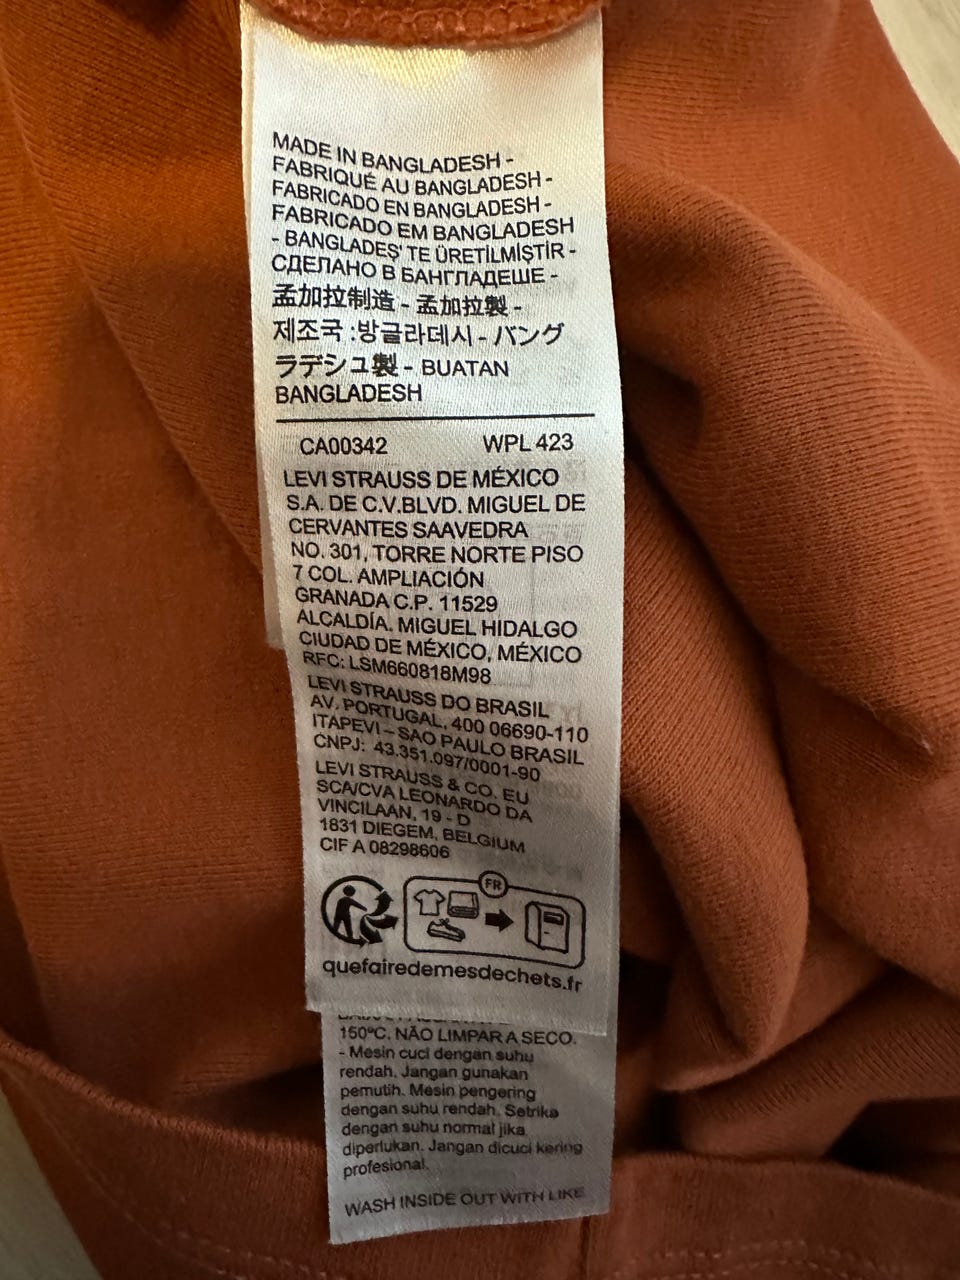 MADE IN BANGLADESH -
FABRIQUÉ AU BANGLADESH -
FABRICADO EN BANGLADESH -
FABRICADO EM BANGLADESH
- BANGLADEŞ' TE ÜRETİLMİŞTİR -
СДЕЛАНО В БАНГЛАДЕШЕ -
孟加拉制造 - 孟加拉製 -
제조국 :방글라데시 - バング
ラデシュ製 - BUATAN
BANGLADESH
CA00342 WPL 423
LEVI STRAUSS DE MÉXICO
S.A. DE C.V.BLVD. MIGUEL DE
CERVANTES SAAVEDRA
NO. 301, TORRE NORTE PISO
7 COL. AMPLIACIÓN
GRANADA C.P. 11529
ALCALDÍA. MIGUEL HIDALGO
CIUDAD DE MÉXICO, MÉXICO
RFC: LSM660818M98
LEVI STRAUSS DO BRASIL
AV. PORTUGAL, 400 06690-110
ITAPEVI – SAO PAULO BRASIL
CNPJ: 43.351.097/0001-90
LEVI STRAUSS & CO. EU
SCA/CVA LEONARDO DA
VINCILAAN, 19 - D
1831 DIEGEM, BELGIUM
CIF A 08298606
FR
quefairedemesdechets.fr
150ºC. NÃO LIMPAR A SECO.
- Mesin cuci dengan suhu
rendah. Jangan gunakan
pemutih. Mesin pengering
dengan suhu rendah. Setrika
dengan suhu normal jika
diperlukan. Jangan dicuci kering
profesional.
WASH INSIDE OUT WITH LIKE